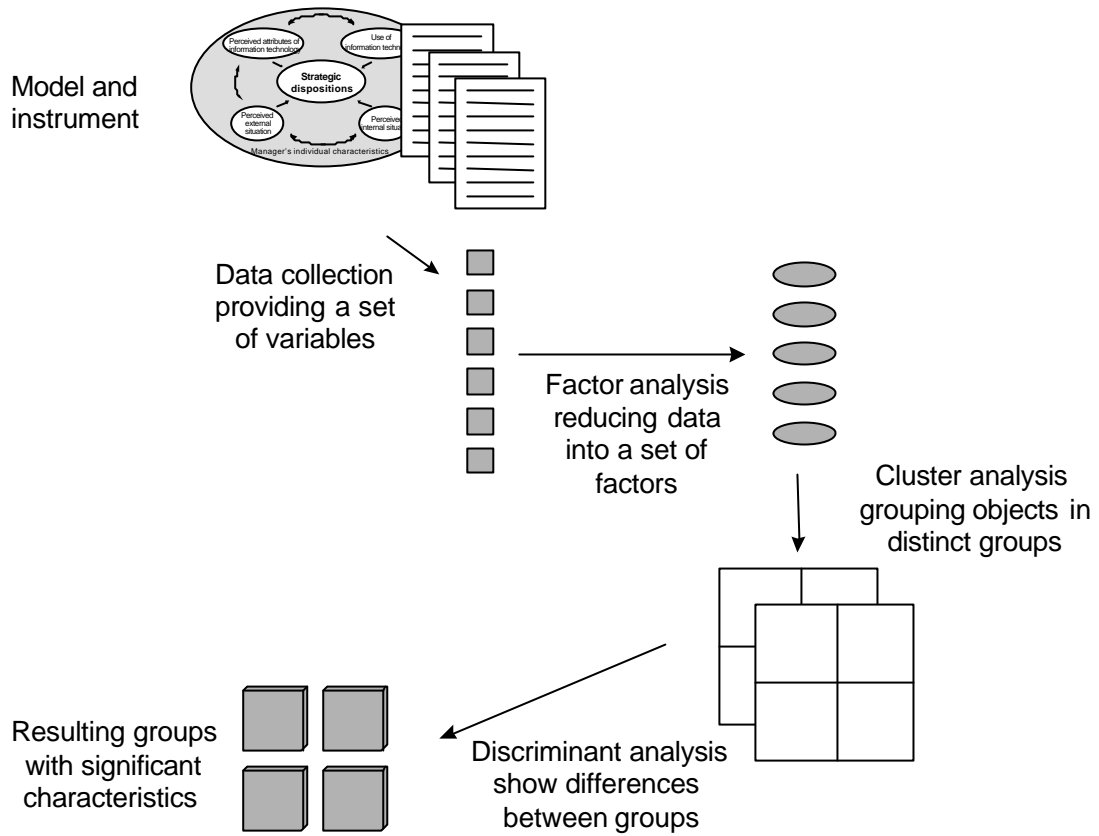 Perceived attributes of
information technology
Use of
information techn
Strategic
dispositions
Perceived
external
situation
Perceived
internal situa
Manager's individual characteristics
Model and
instrument
Data collection
providing a set
of variables
Factor analysis
reducing data
into a set of
factors
Cluster analysis
grouping objects in
distinct groups
Discriminant analysis
show differences
between groups
Resulting groups
with significant
characteristics